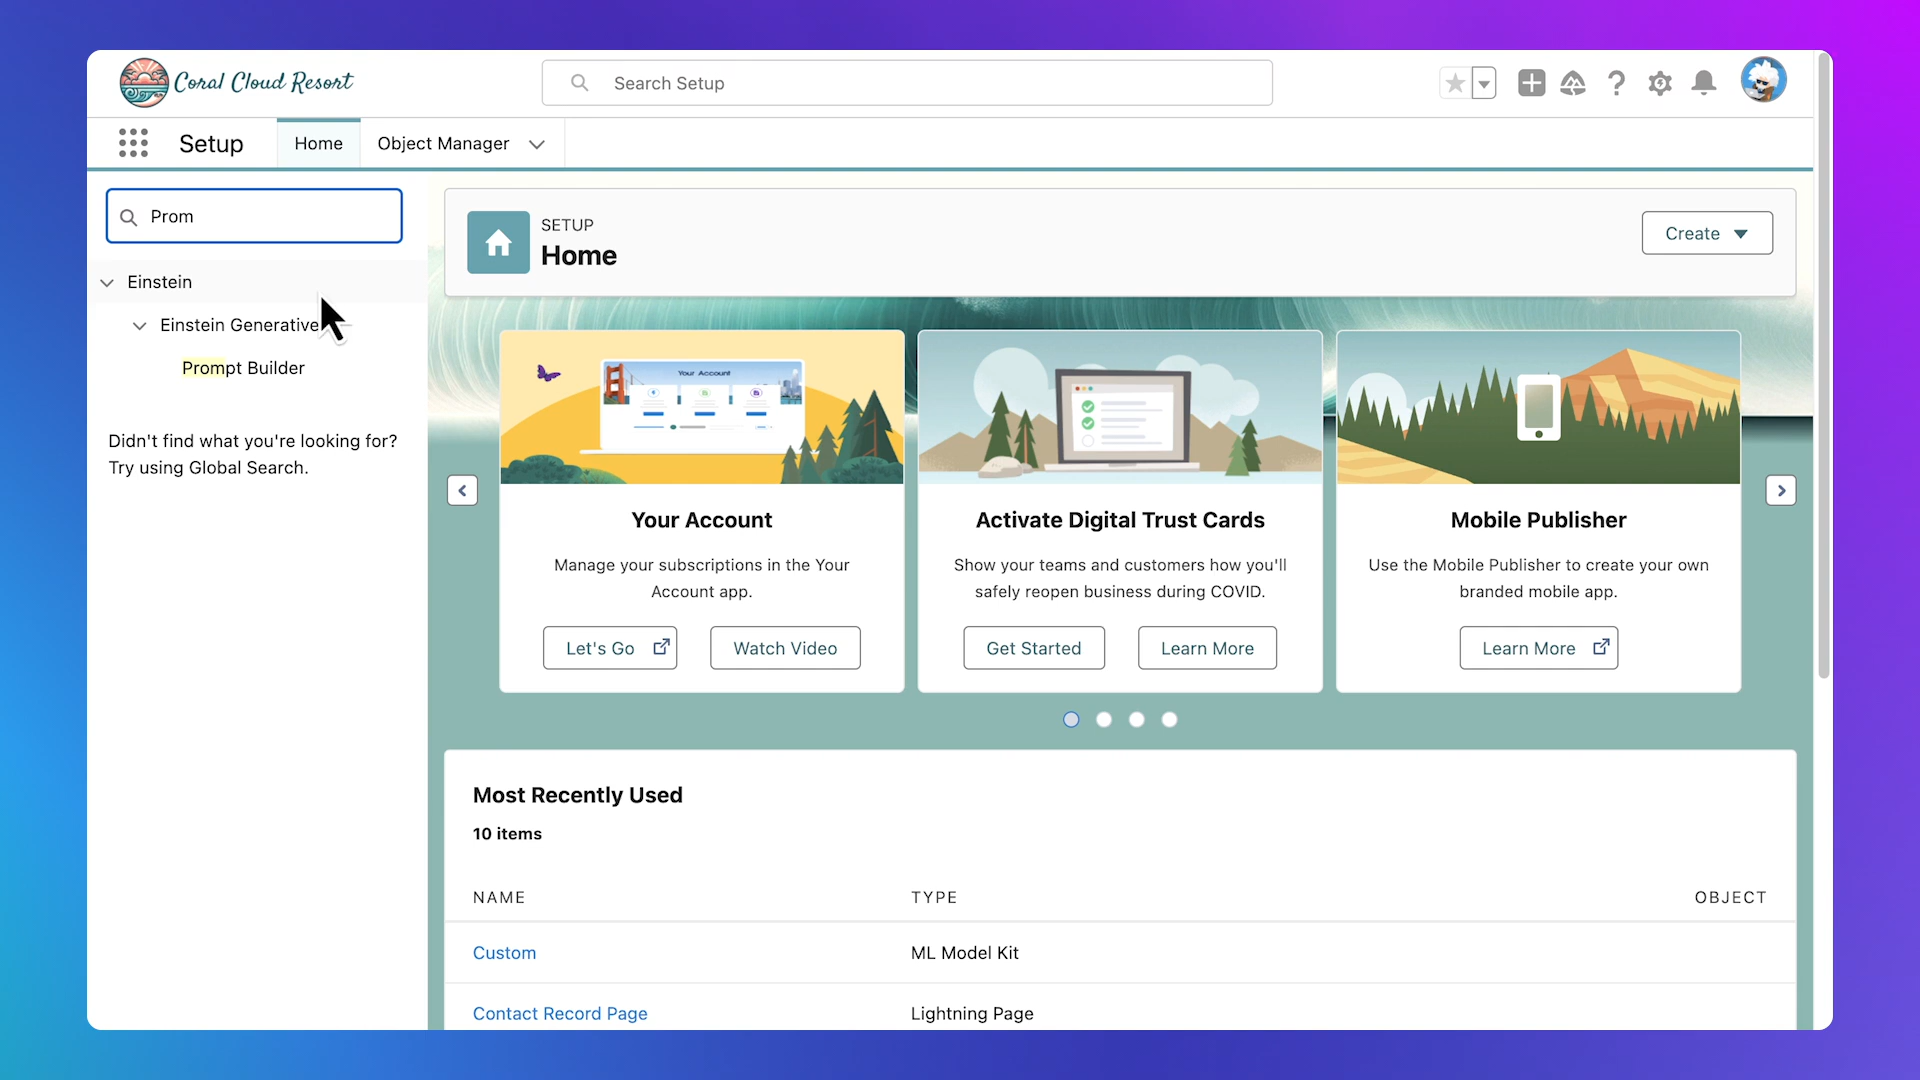 Coral Cloud Resort
Search Setup
Setup
Home
Object Manager
Prom
Einstein
Einstein Generative
Prompt Builder
Didn't find what you're looking for?
Try using Global Search.
SETUP
Home
Create
Your Account
Your Account
Manage your subscriptions in the Your
Account app.
Let's Go
Watch Video
Activate Digital Trust Cards
Show your teams and customers how you'll
safely reopen business during COVID.
Get Started
Learn More
Mobile Publisher
Use the Mobile Publisher to create your own
branded mobile app.
Learn More
Most Recently Used
10 items
NAME
TYPE
OBJECT
Custom
ML Model Kit
Contact Record Page
Lightning Page